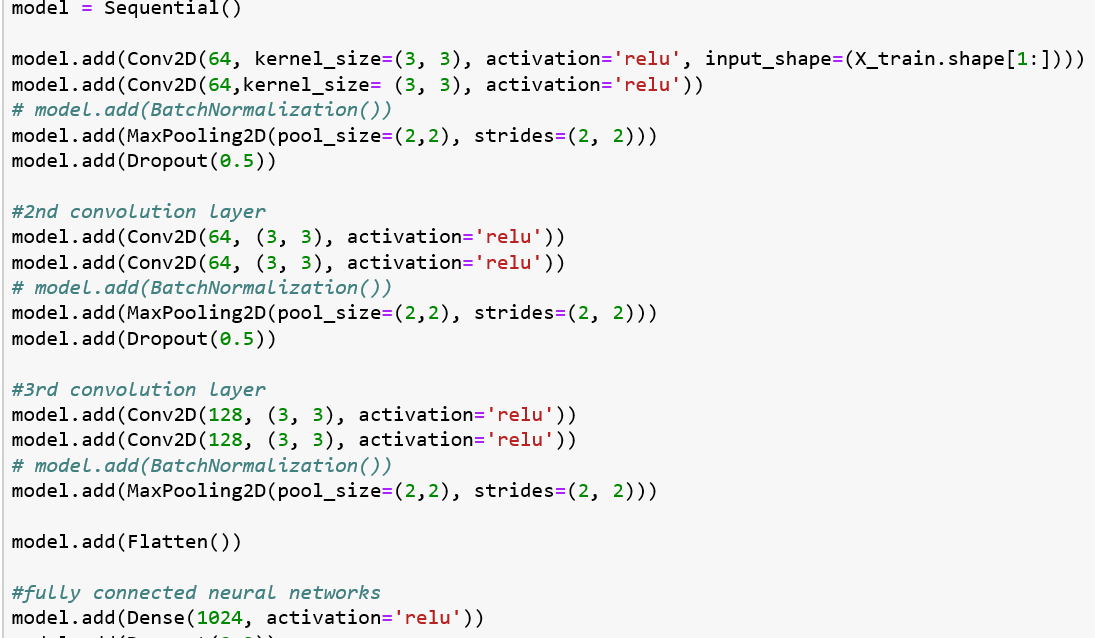 model = Sequential()
model.add(Conv2D(64, kernel_size=(3, 3), activation='relu', input_shape=(X_train.shape[1:])))
model.add(Conv2D(64,kernel_size= (3, 3), activation='relu'))
# model.add(BatchNormalization())
model.add(MaxPooling2D(pool_size=(2,2), strides=(2, 2)))
model.add(Dropout(0.5))
#2nd convolution layer
model.add(Conv2D(64, (3, 3), activation='relu'))
model.add(Conv2D(64, (3, 3), activation='relu'))
# model.add(BatchNormalization())
model.add(MaxPooling2D(pool_size=(2,2), strides=(2, 2)))
model.add(Dropout(0.5))
#3rd convolution layer
model.add(Conv2D(128, (3, 3), activation='relu'))
model.add(Conv2D(128, (3, 3), activation='relu'))
# model.add(BatchNormalization())
model.add(MaxPooling2D(pool_size=(2,2), strides=(2, 2)))
model.add(Flatten())
#fully connected neural networks
model.add(Dense(1024, activation='relu'))